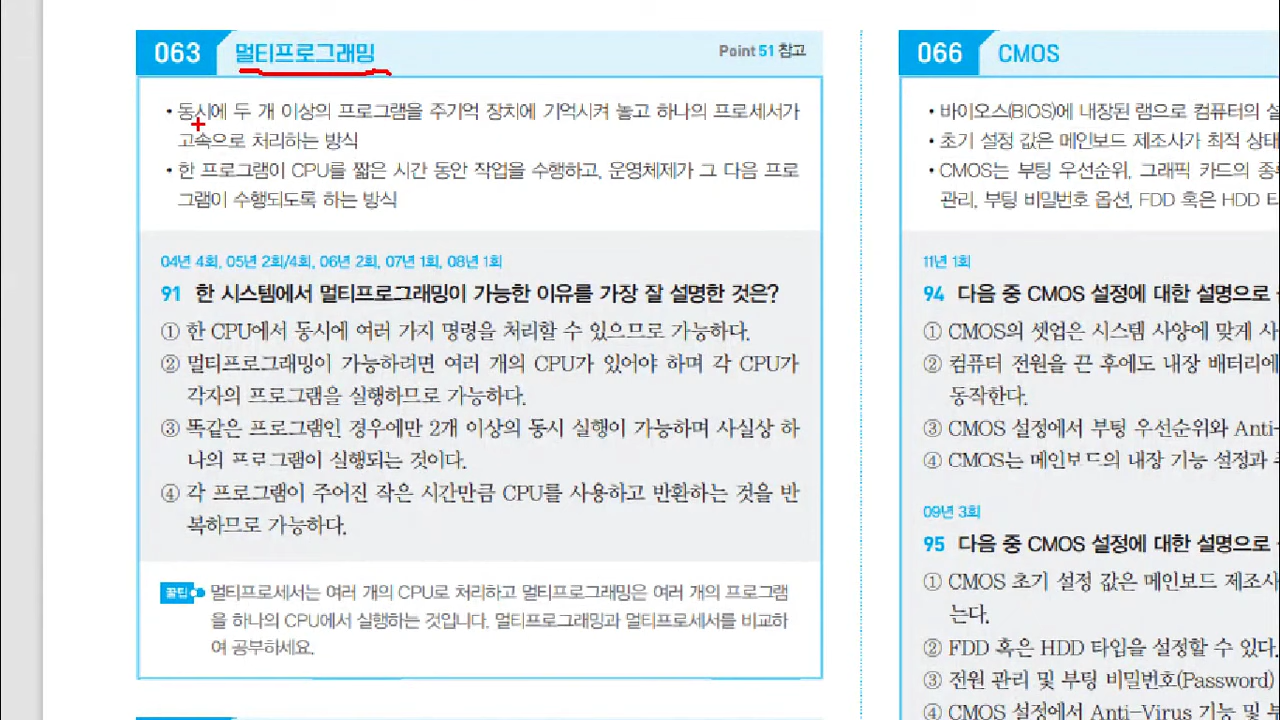 063 멀티프로그래밍 Point 51 참고
• 동시에 두 개 이상의 프로그램을 주기억 장치에 기억시켜 놓고 하나의 프로세서가
고속으로 처리하는 방식
• 한 프로그램이 CPU를 짧은 시간 동안 작업을 수행하고, 운영체제가 그 다음 프로
그램이 수행되도록 하는 방식
04년 4회, 05년 2회/4회, 06년 2회, 07년 1회, 08년 1회
91 한 시스템에서 멀티프로그래밍이 가능한 이유를 가장 잘 설명한 것은?
① 한 CPU에서 동시에 여러 가지 명령을 처리할 수 있으므로 가능하다.
② 멀티프로그래밍이 가능하려면 여러 개의 CPU가 있어야 하며 각 CPU가
각자의 프로그램을 실행하므로 가능하다.
③ 똑같은 프로그램인 경우에만 2개 이상의 동시 실행이 가능하며 사실상 하
나의 프로그램이 실행되는 것이다.
④ 각 프로그램이 주어진 작은 시간만큼 CPU를 사용하고 반환하는 것을 반
복하므로 가능하다.
꿀팁 멀티프로세서는 여러 개의 CPU로 처리하고 멀티프로그래밍은 여러 개의 프로그램
을 하나의 CPU에서 실행하는 것입니다. 멀티프로그래밍과 멀티프로세서를 비교하
여 공부하세요.
066 CMOS
• 바이오스(BIOS)에 내장된 램으로 컴퓨터의
• 초기 설정 값은 메인보드 제조사가 최적 상태
• CMOS는 부팅 우선순위, 그래픽 카드의
관리, 부팅 비밀번호 옵션, FDD 혹은 HDD
11년 1회
94 다음 중 CMOS 설정에 대한 설명으로
① CMOS의 셋업은 시스템 사양에 맞게
② 컴퓨터 전원을 끈 후에도 내장 배터리에
동작한다.
③ CMOS 설정에서 부팅 우선순위와 Anti-
④ CMOS는 메인보드의 내장 기능 설정과
09년 3회
95 다음 중 CMOS 설정에 대한 설명으로
① CMOS 초기 설정 값은 메인보드 제조사
는다.
② FDD 혹은 HDD 타입을 설정할 수 있다.
③ 전원 관리 및 부팅 비밀번호(Password)
④ CMOS 설정에서 Anti-Virus 기능 및